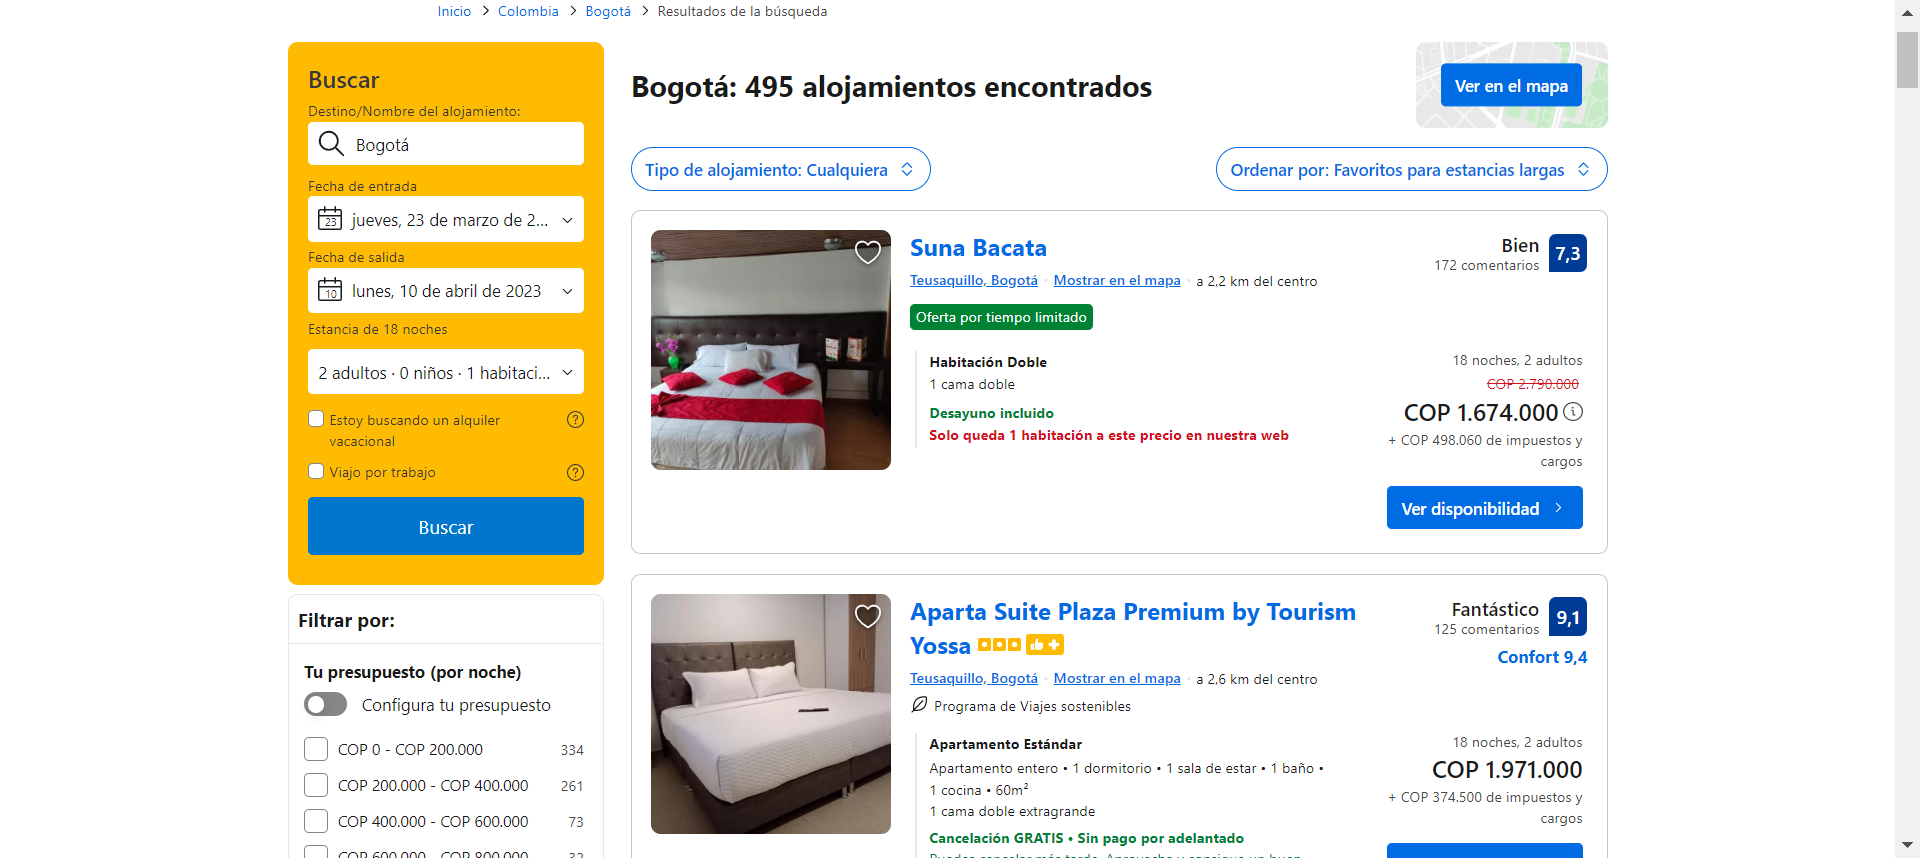 Inicio > Colombia > Bogotá > Resultados de la búsqueda
Buscar
Destino/Nombre del alojamiento:
Bogotá
Fecha de entrada
23
jueves, 23 de marzo de 2...
Fecha de salida
10
lunes, 10 de abril de 2023
Estancia de 18 noches
2 adultos · 0 niños · 1 habitaci...
Estoy buscando un alquiler
vacacional
Viajo por trabajo
Buscar
Filtrar por:
Tu presupuesto (por noche)
Configura tu presupuesto
COP 0 - COP 200.000 334
COP 200.000 - COP 400.000 261
COP 400.000 - COP 600.000 73
COP 600.000 - COP 800.000 32
Bogotá: 495 alojamientos encontrados
Ver en el mapa
Tipo de alojamiento: Cualquiera
Ordenar por: Favoritos para estancias largas
Suna Bacata
Teusaquillo, Bogotá · Mostrar en el mapa · a 2,2 km del centro
Oferta por tiempo limitado
Habitación Doble
1 cama doble
Desayuno incluido
Solo queda 1 habitación a este precio en nuestra web
Bien
172 comentarios
7,3
18 noches, 2 adultos
COP 2.790.000
COP 1.674.000
+ COP 498.060 de impuestos y
cargos
Ver disponibilidad
Aparta Suite Plaza Premium by Tourism
Yossa
Teusaquillo, Bogotá · Mostrar en el mapa · a 2,6 km del centro
Programa de Viajes sostenibles
Apartamento Estándar
Apartamento entero • 1 dormitorio • 1 sala de estar • 1 baño •
1 cocina • 60m²
1 cama doble extragrande
Cancelación GRATIS • Sin pago por adelantado
Fantástico
125 comentarios
9,1
Confort 9,4
18 noches, 2 adultos
COP 1.971.000
+ COP 374.500 de impuestos y
cargos